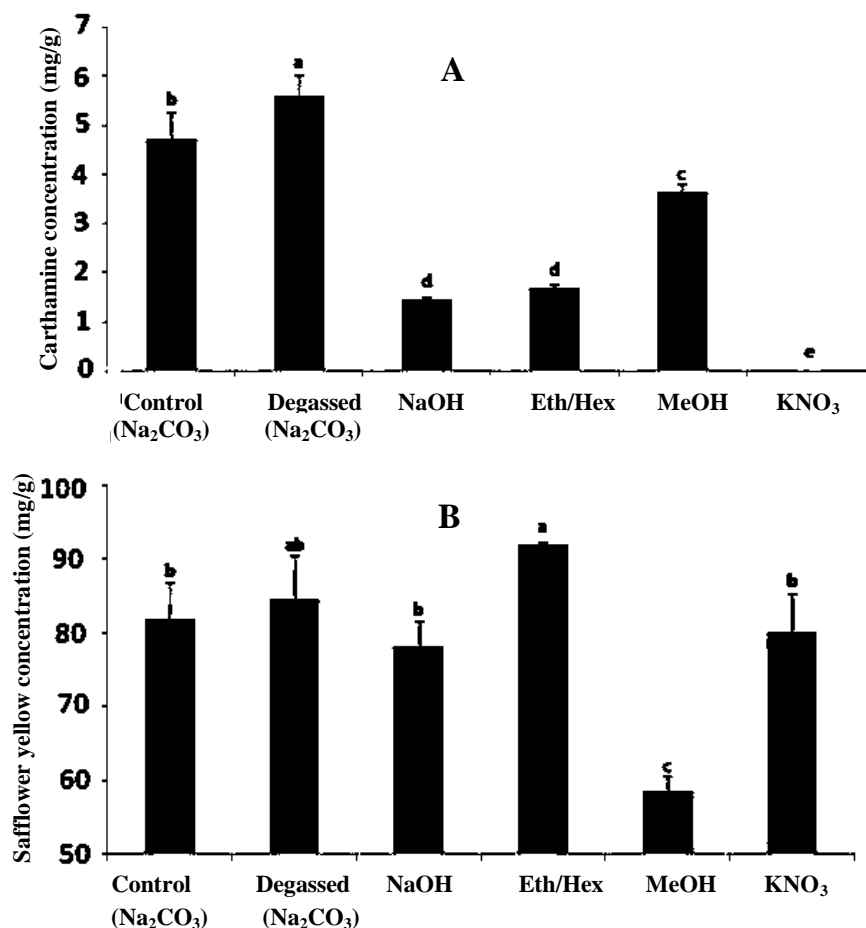 Carthamine concentration (mg/g)
7
6
5
4
3
2
1
0
A
b
a
d
d
c
e
Control
(Na₂CO₃)
Degassed
(Na₂CO₃)
NaOH
Eth/Hex
MeOH
KNO₃
Safflower yellow concentration (mg/g)
100
90
80
70
60
50
B
b
ab
b
a
c
b
Control
(Na₂CO₃)
Degassed
(Na₂CO₃)
NaOH
Eth/Hex
MeOH
KNO₃